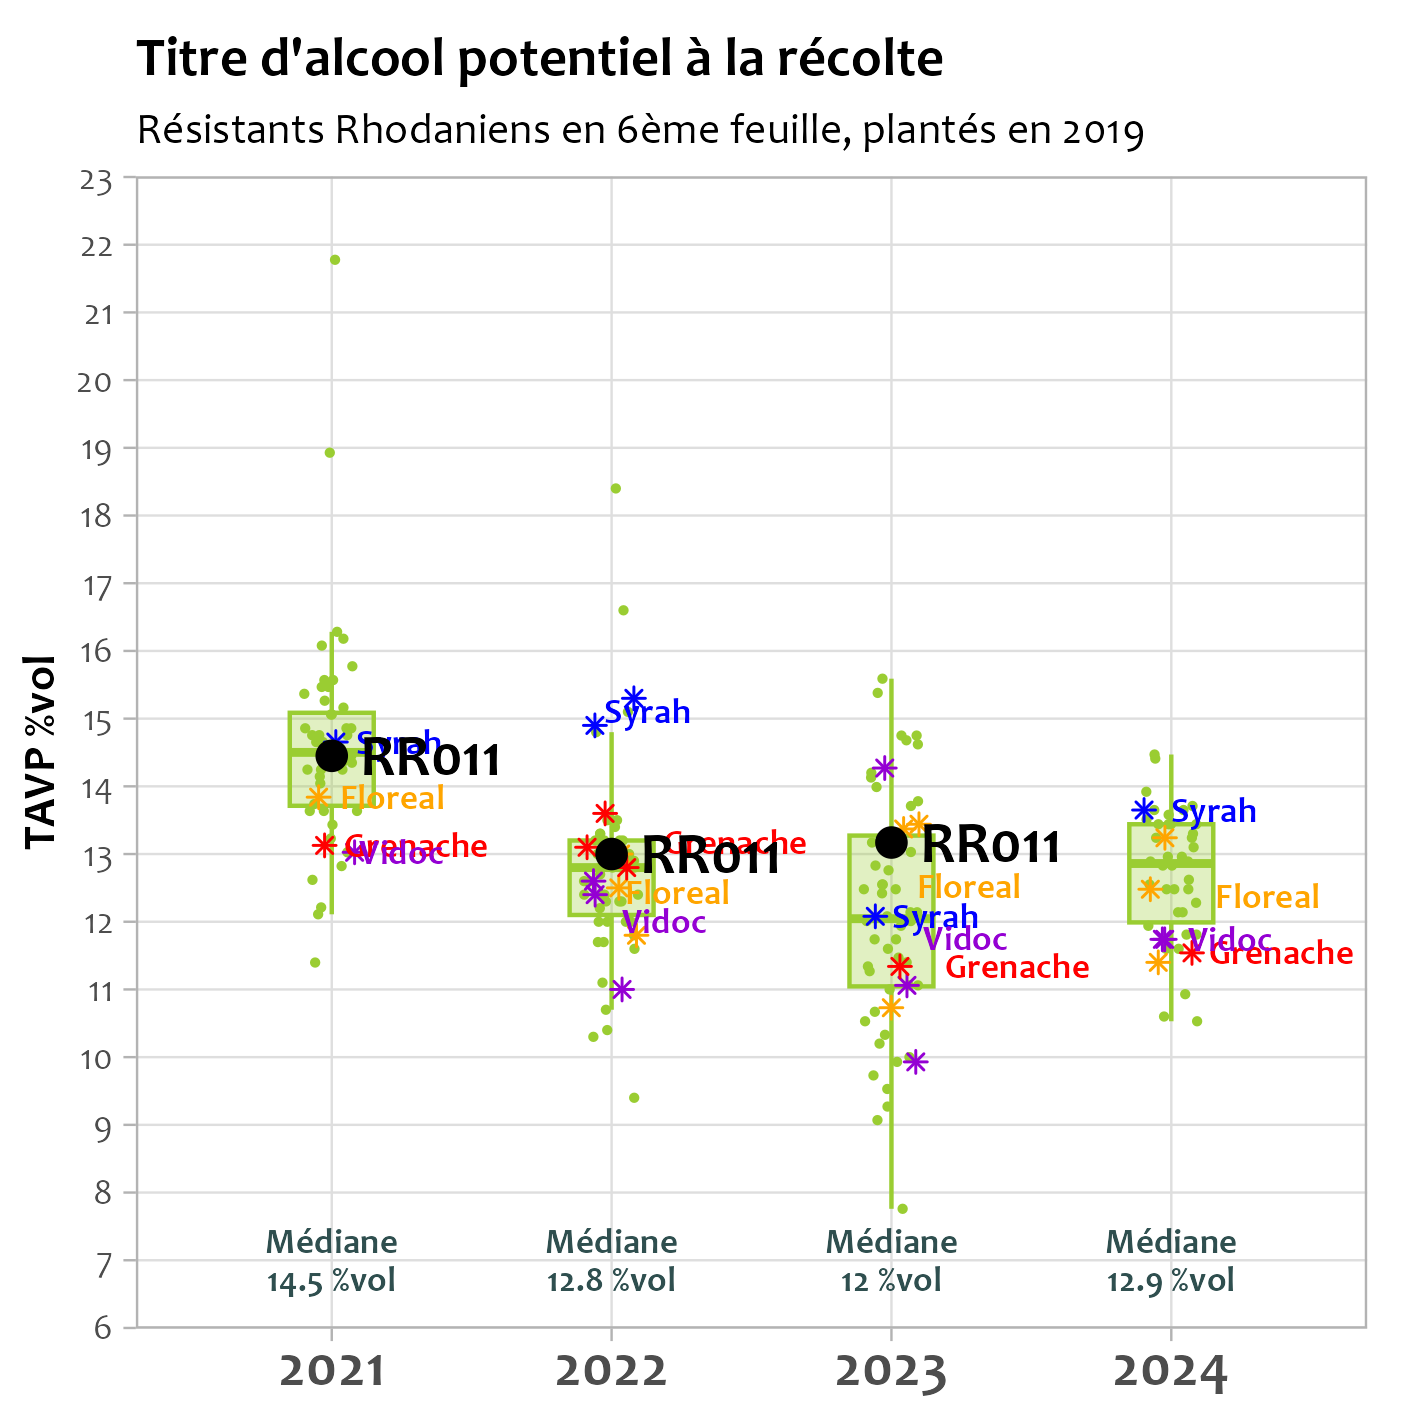 Titre d'alcool potentiel à la récolte
Résistants Rhodaniens en 6ème feuille, plantés en 2019
TAVP %vol
23
22
21
20
19
18
17
16
15
14
13
12
11
10
9
8
7
6
Syrah
RR011
Floreal
Grenache
Vidoc
Médiane
14.5 %vol
Syrah
Grenache
RR011
Floreal
Vidoc
Médiane
12.8 %vol
RR011
Floreal
Syrah
Vidoc
Grenache
Médiane
12 %vol
Syrah
Floreal
Vidoc
Grenache
Médiane
12.9 %vol
2021
2022
2023
2024